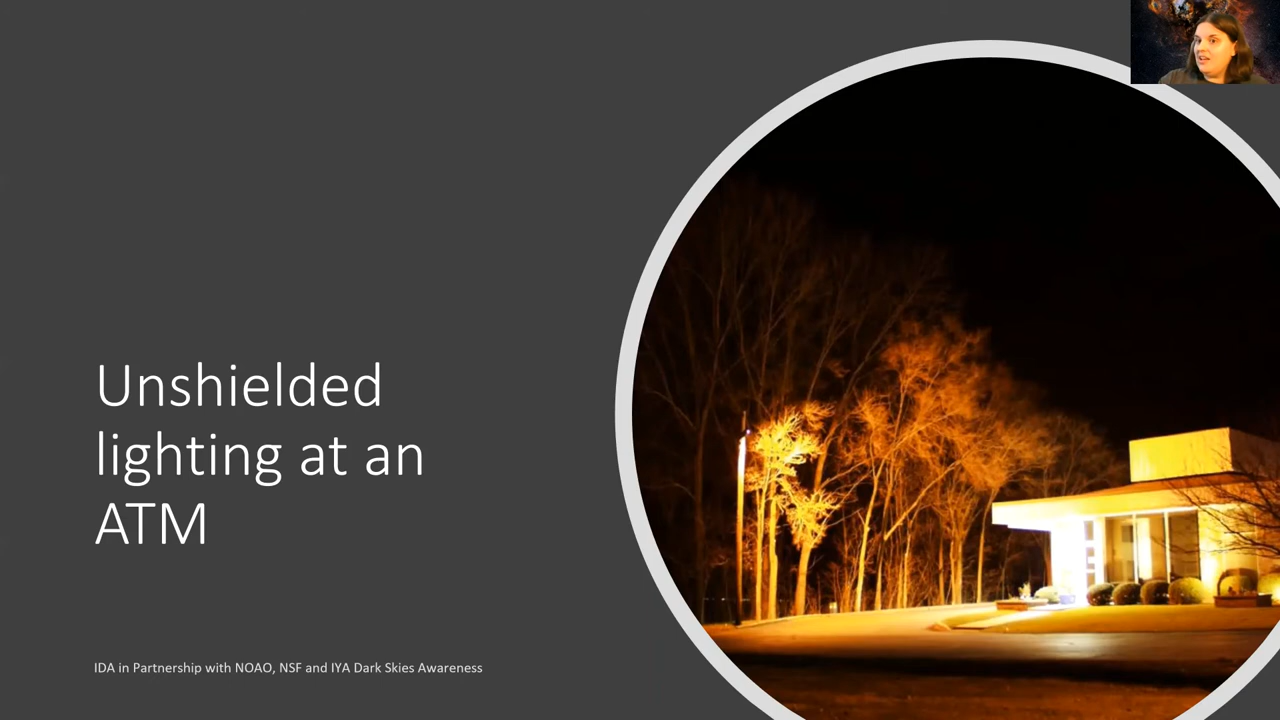 Unshielded
lighting at an
ATM
IDA in Partnership with NOAO, NSF and IYA Dark Skies Awareness